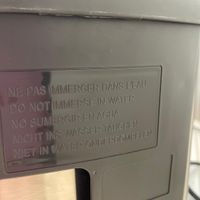 NE PAS IMMERGER DANS L'EAU
DO NOT IMMERSE IN WATER
NO SUMERGIR EN AGUA
NICHT INS WASSER TAUCHEN
NIET IN WATER ONDERDOMPELEN